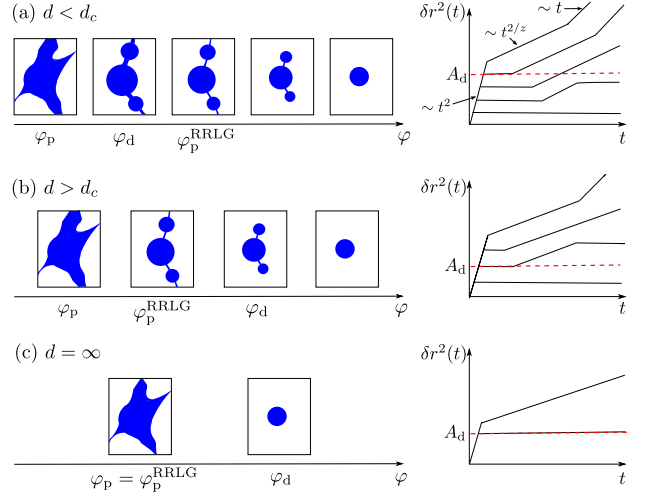 (a) d < d_c
δr²(t)
~ t
~ t^{2/z}
A_d
~ t²
φ_p φ_d φ_p^{RRLG} φ
t
(b) d > d_c
δr²(t)
A_d
φ_p φ_p^{RRLG} φ_d φ
t
(c) d = ∞
δr²(t)
A_d
φ_p = φ_p^{RRLG} φ_d φ
t